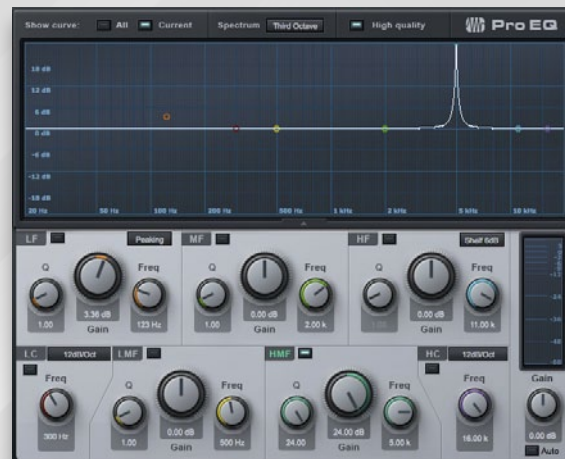 Show curve: All Current Spectrum Third Octave High quality Pro EQ
18 dB
12 dB
6 dB
0 dB
-6 dB
-12 dB
-18 dB
20 Hz 50 Hz 100 Hz 200 Hz 500 Hz 1 kHz 2 kHz 5 kHz 10 kHz
LF Peaking MF HF Shelf 6dB
Q Freq Q Freq Q Freq
1.00 3.36 dB 123 Hz 1.00 0.00 dB 2.00 k 1.00 0.00 dB 11.00 k
Gain Gain Gain
LC 12dB/Oct LMF HMF HC 12dB/Oct
Freq Q Freq Q Freq Freq Gain
300 Hz 1.00 0.00 dB 500 Hz 24.00 24.00 dB 5.00 k 16.00 k 0.00 dB
Gain Gain Auto